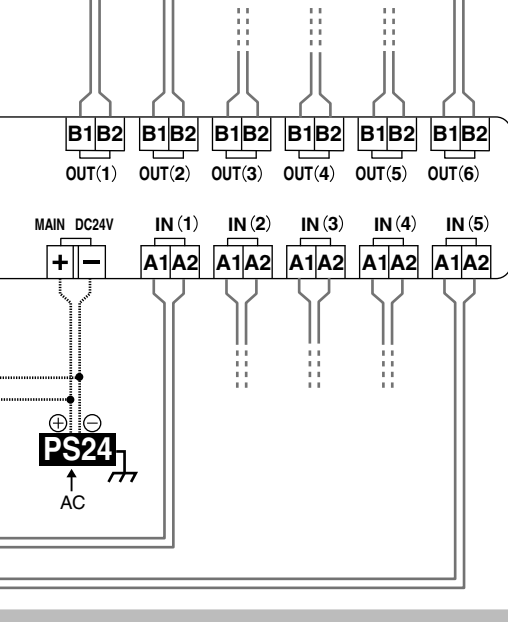 B1 B2 B1 B2 B1 B2 B1 B2 B1 B2 B1 B2
OUT(1) OUT(2) OUT(3) OUT(4) OUT(5) OUT(6)
MAIN DC24V IN(1) IN(2) IN(3) IN(4) IN(5)
+ − A1 A2 A1 A2 A1 A2 A1 A2 A1 A2
⊕ ⊖
PS24
AC